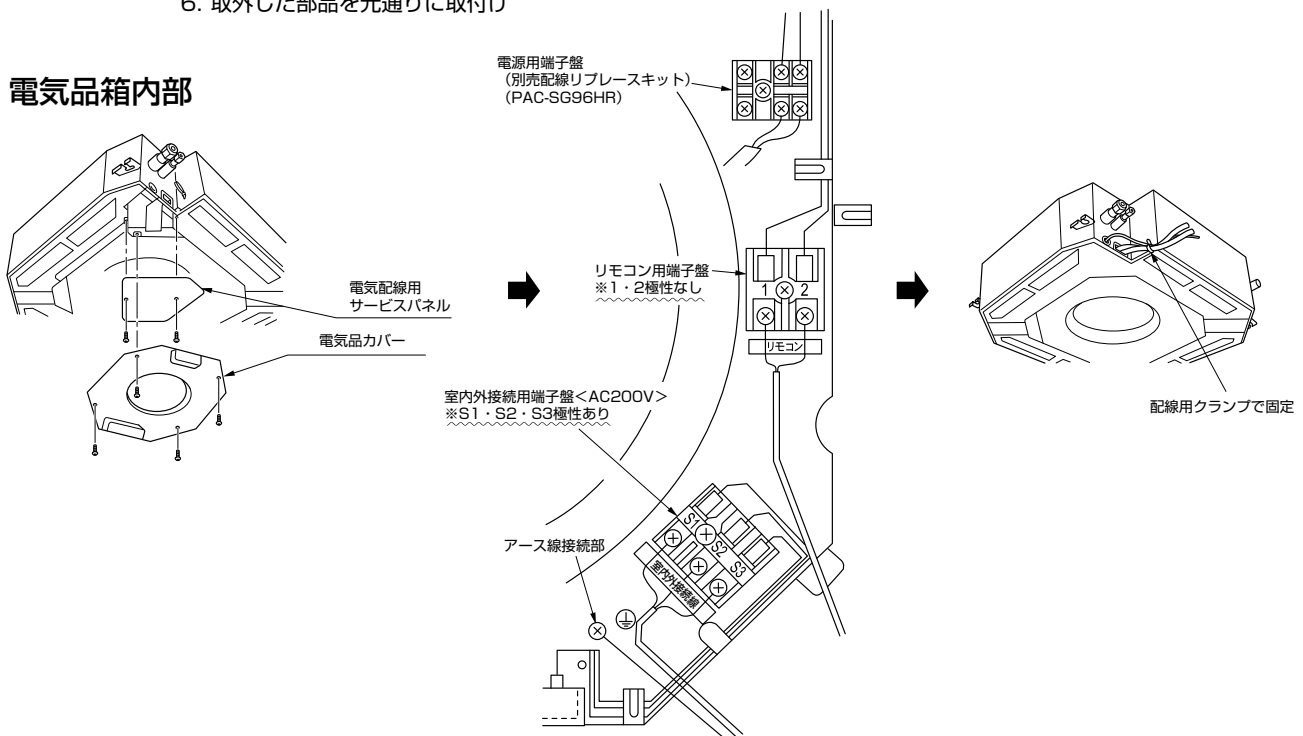 6. 取外した部品を元通りに取付け
電気品箱内部
電気配線用
サービスパネル
電気品カバー
電源用端子盤
（別売配線リプレースキット）
（PAC-SG96HR）
リモコン用端子盤
※1・2極性なし
1 2
リモコン
室内外接続用端子盤＜AC200V＞
※S1・S2・S3極性あり
S1 S2 S3
室内外接続線
アース線接続部
配線用クランプで固定